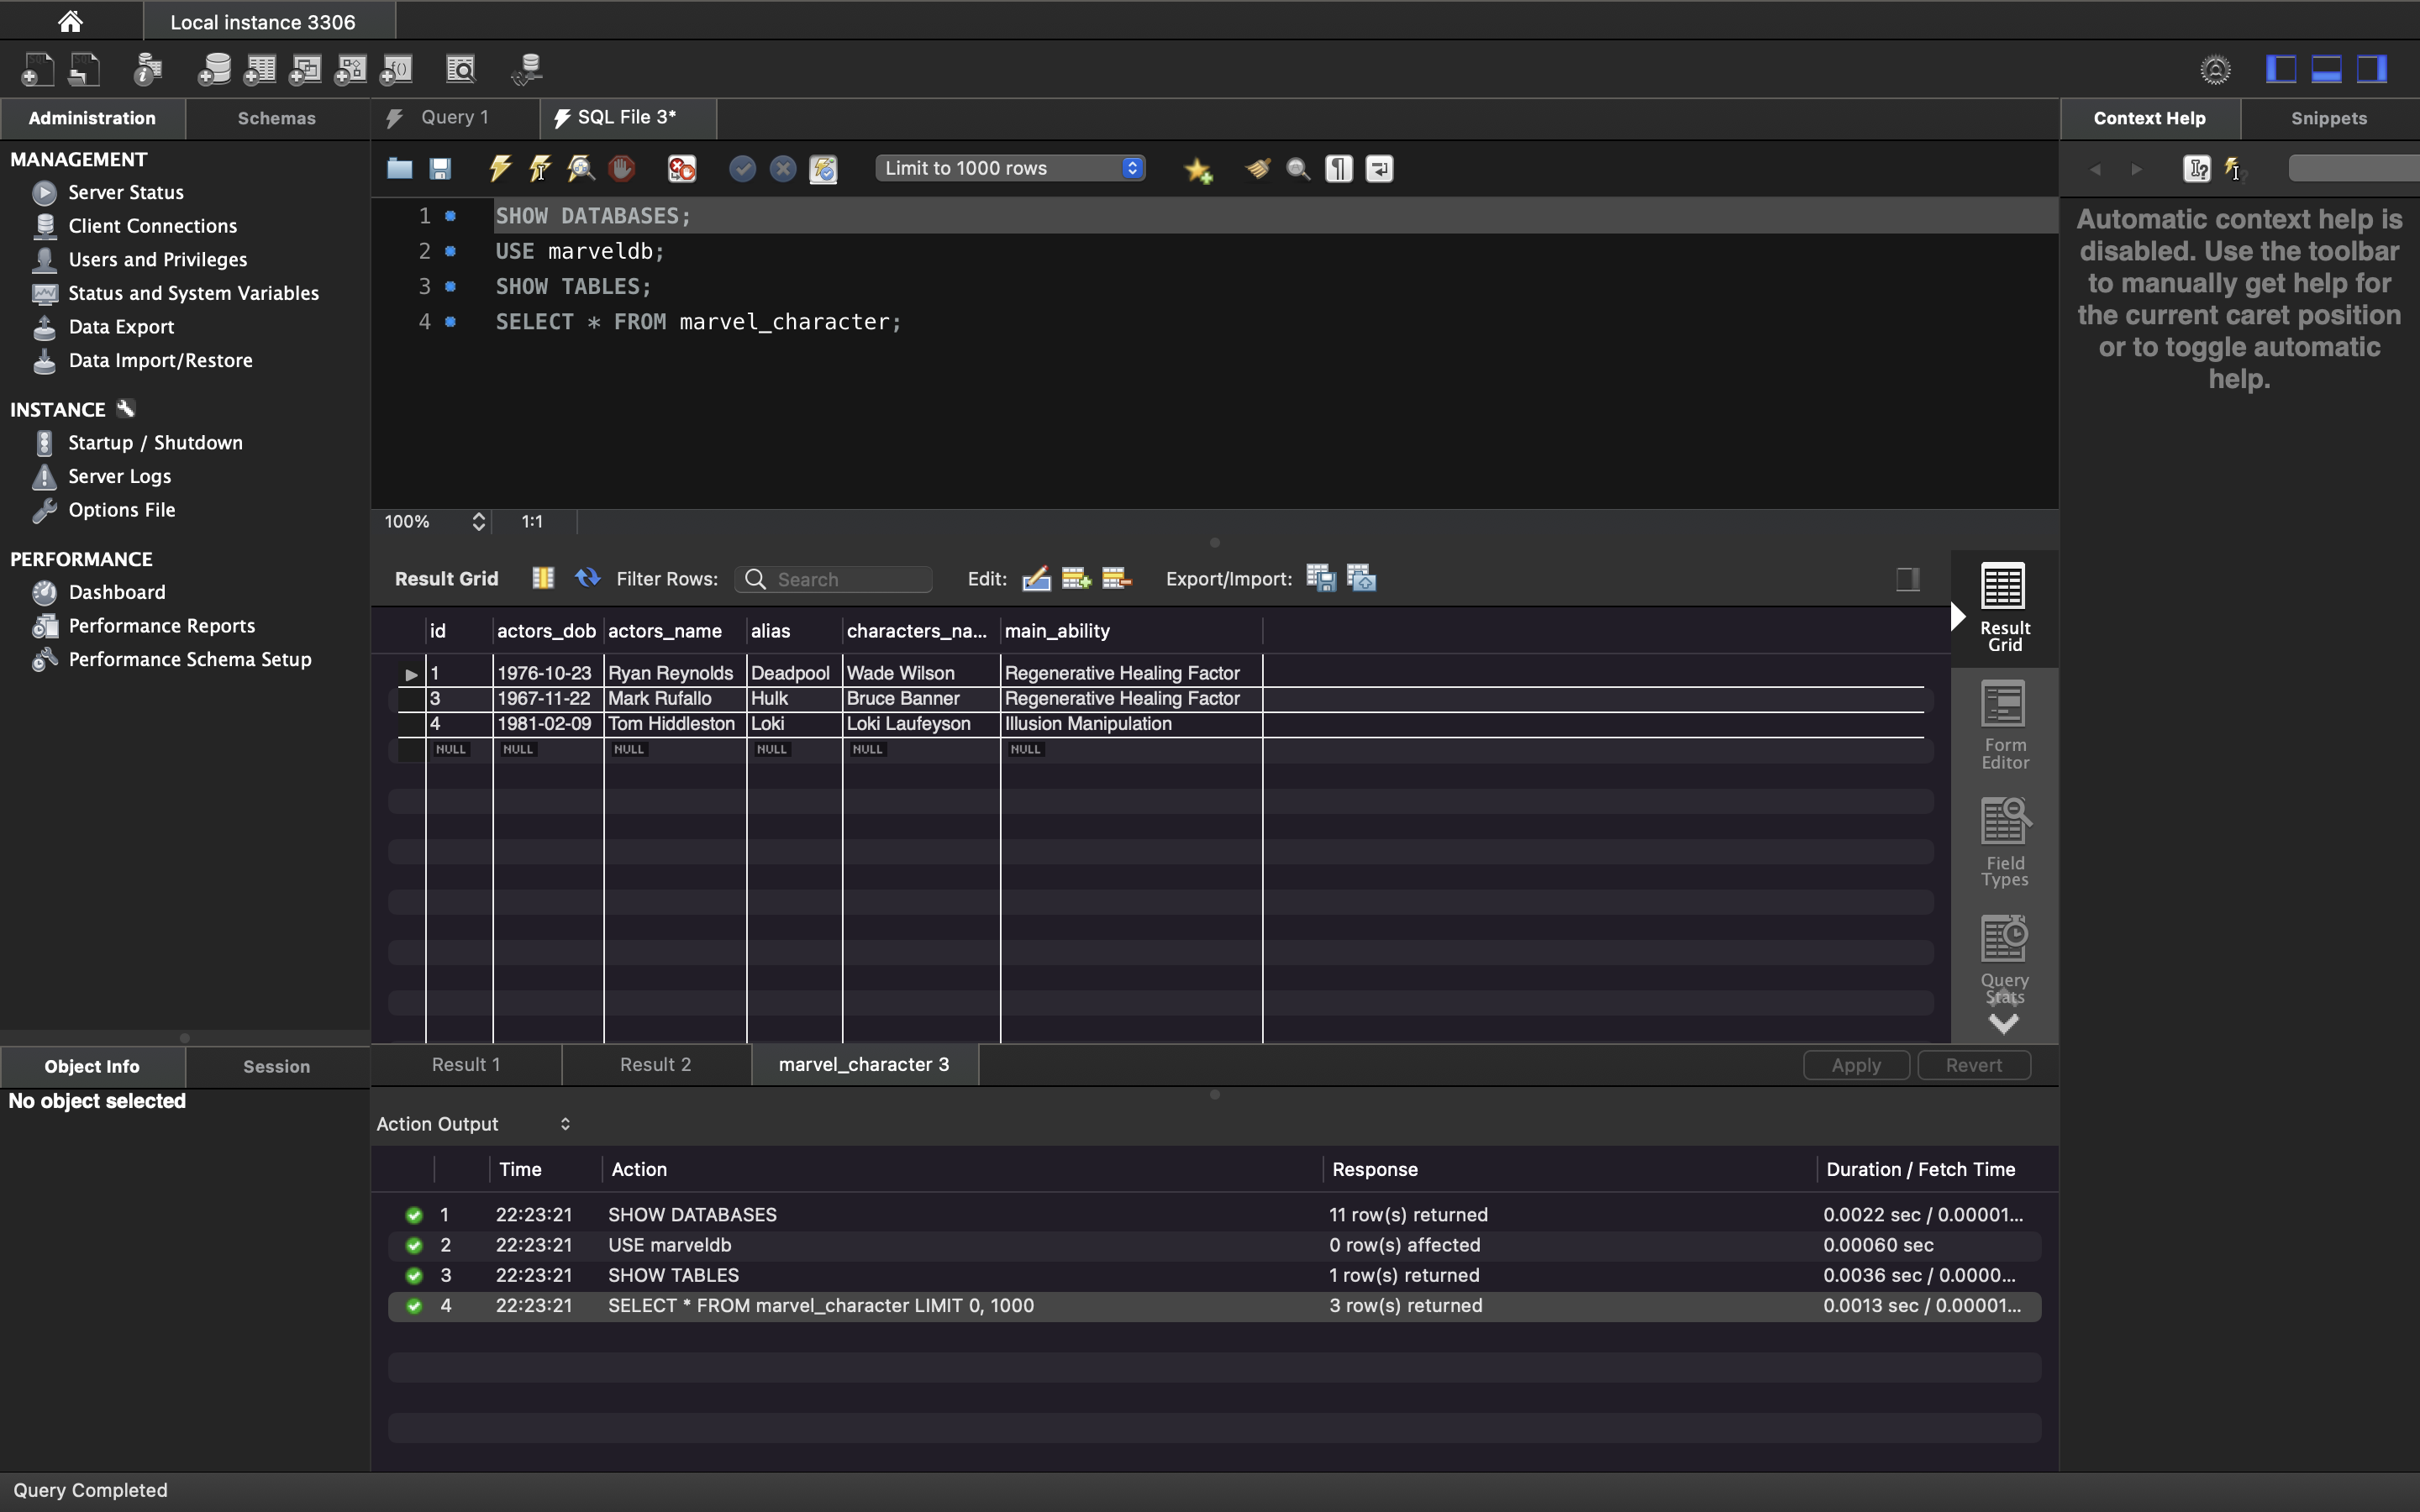 Local instance 3306
Administration
Schemas
MANAGEMENT
Server Status
Client Connections
Users and Privileges
Status and System Variables
Data Export
Data Import/Restore
INSTANCE
Startup / Shutdown
Server Logs
Options File
PERFORMANCE
Dashboard
Performance Reports
Performance Schema Setup
Object Info
Session
No object selected
Query 1
SQL File 3*
Limit to 1000 rows
1 SHOW DATABASES;
2 USE marveldb;
3 SHOW TABLES;
4 SELECT * FROM marvel_character;
100% 1:1
Result Grid Filter Rows: Search Edit: Export/Import:
id actors_dob actors_name alias characters_na... main_ability
1 1976-10-23 Ryan Reynolds Deadpool Wade Wilson Regenerative Healing Factor
3 1967-11-22 Mark Rufallo Hulk Bruce Banner Regenerative Healing Factor
4 1981-02-09 Tom Hiddleston Loki Loki Laufeyson Illusion Manipulation
NULL NULL NULL NULL NULL NULL
Result
Grid
Form
Editor
Field
Types
Query
Stats
Result 1 Result 2 marvel_character 3 Apply Revert
Action Output
Time Action Response Duration / Fetch Time
1 22:23:21 SHOW DATABASES 11 row(s) returned 0.0022 sec / 0.00001...
2 22:23:21 USE marveldb 0 row(s) affected 0.00060 sec
3 22:23:21 SHOW TABLES 1 row(s) returned 0.0036 sec / 0.0000...
4 22:23:21 SELECT * FROM marvel_character LIMIT 0, 1000 3 row(s) returned 0.0013 sec / 0.00001...
Context Help
Snippets
Automatic context help is
disabled. Use the toolbar
to manually get help for
the current caret position
or to toggle automatic
help.
Query Completed